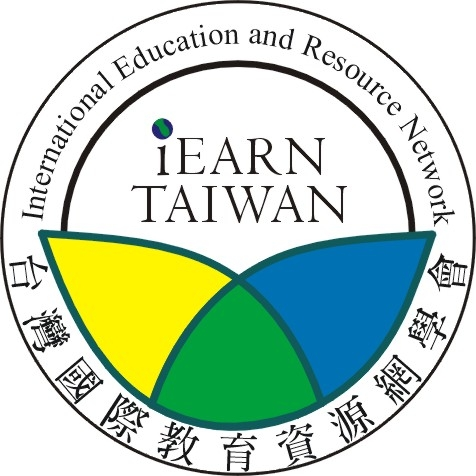 International Education and Resource Network
iEARN
TAIWAN
台灣國際教育資源網學會